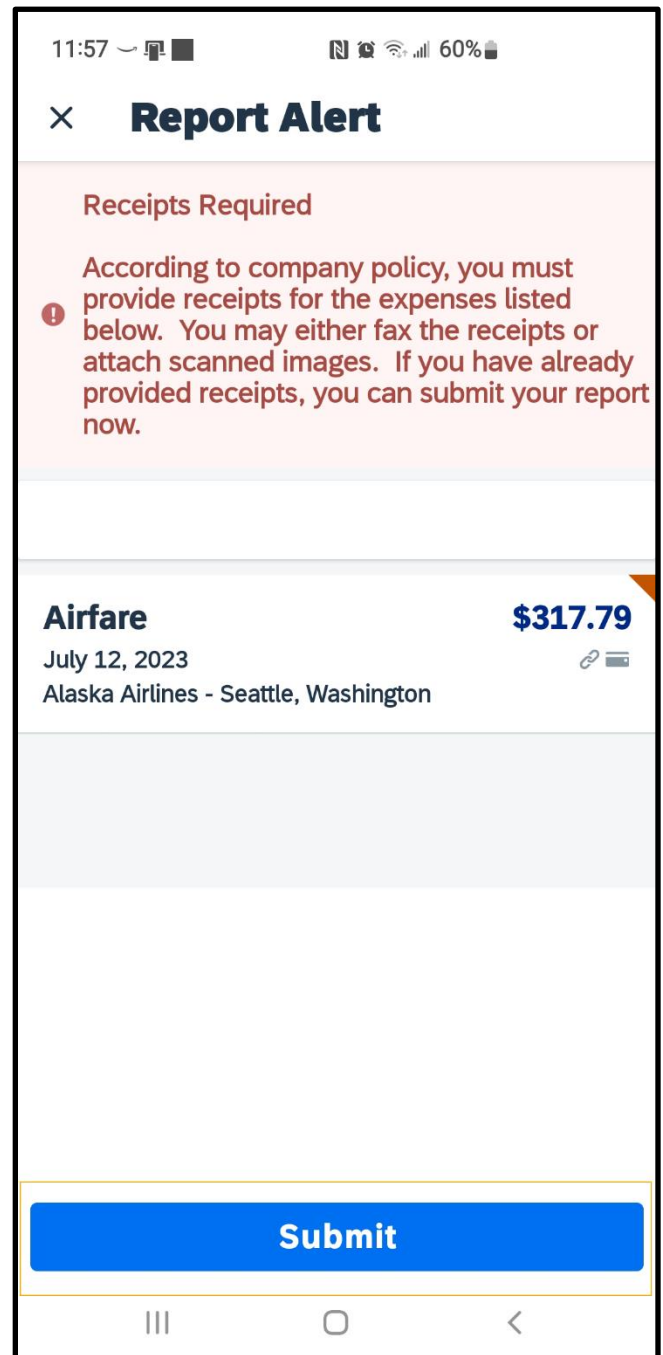 11:57
60%
Report Alert
Receipts Required
According to company policy, you must
provide receipts for the expenses listed
below.  You may either fax the receipts or
attach scanned images.  If you have already
provided receipts, you can submit your report
now.
Airfare $317.79
July 12, 2023
Alaska Airlines - Seattle, Washington
Submit